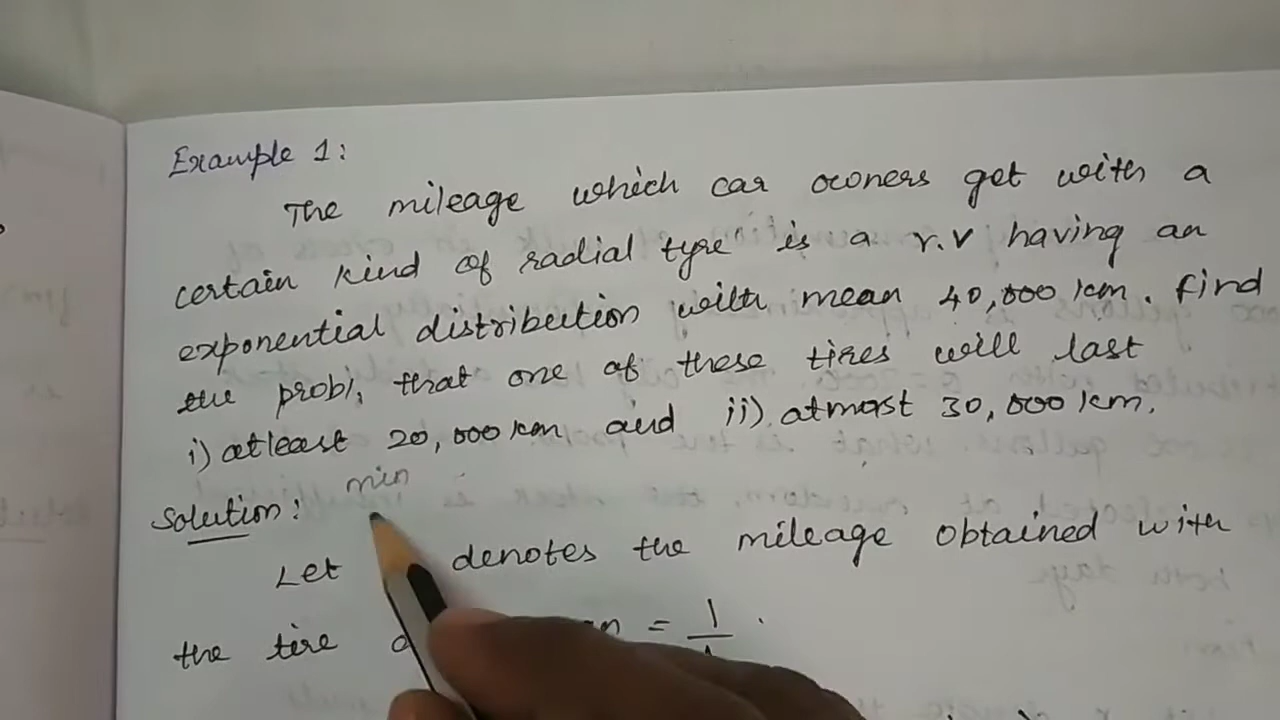 Example 1:
The mileage which car owners get with a
certain kind of radial tyre is a r.v having an
exponential distribution with mean 40,000 km. Find
the prob/. that one of these tires will last
i) atleast 20,000 km and ii) atmost 30,000 km.
min
Solution:
Let denotes the mileage obtained with
the tire = 1